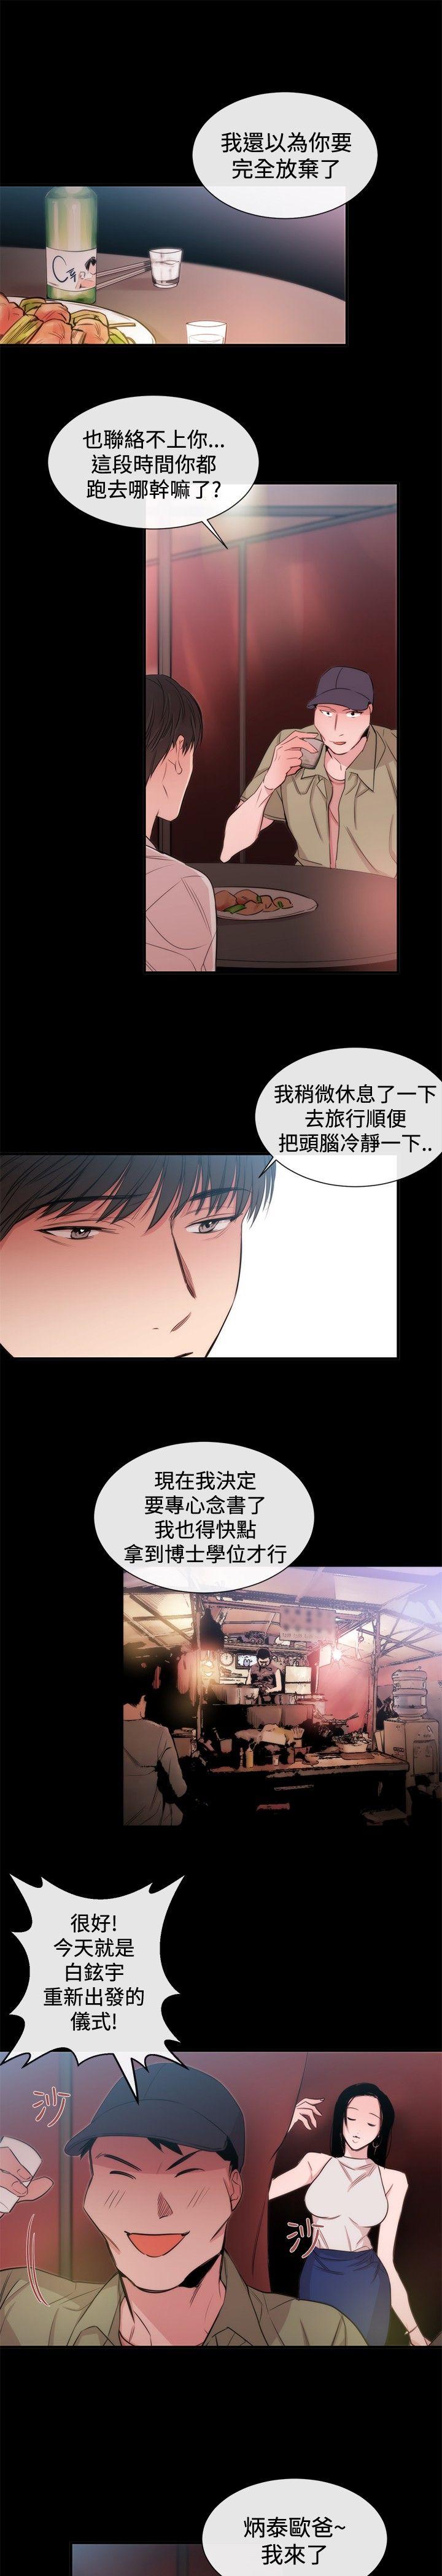 我還以為你要
完全放棄了
C
也聯絡不上你...
這段時間你都
跑去哪幹嘛了?
我稍微休息了一下
去旅行順便
把頭腦冷靜一下..
現在我決定
要專心念書了
我也得快點
拿到博士學位才行
很好!
今天就是
白鉉宇
重新出發的
儀式!
沙
沙
炳泰歐爸~
我來了